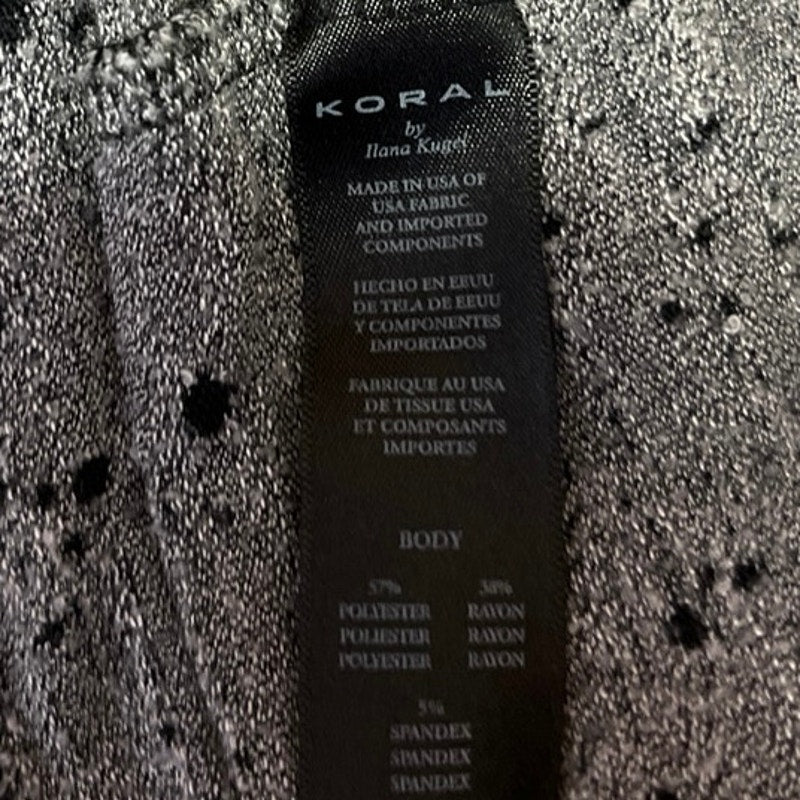 KORAL
by
Ilana Kugel
MADE IN USA OF
USA FABRIC
AND IMPORTED
COMPONENTS
HECHO EN EEUU
DE TELA DE EEUU
Y COMPONENTES
IMPORTADOS
FABRIQUE AU USA
DE TISSUE USA
ET COMPOSANTS
IMPORTES
BODY
57% 38%
POLYESTER RAYON
POLIESTER RAYON
POLYESTER RAYON
5%
SPANDEX
SPANDEX
SPANDEX